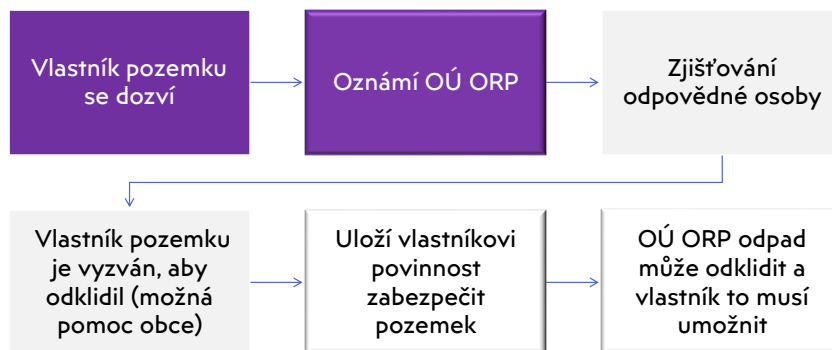 Vlastník pozemku
se dozví
Oznámí OÚ ORP
Zjišťování
odpovědné osoby
Vlastník pozemku
je vyzván, aby
odklidil (možná
pomoc obce)
Uloží vlastníkovi
povinnost
zabezpečit
pozemek
OÚ ORP odpad
může odklidit a
vlastník to musí
umožnit